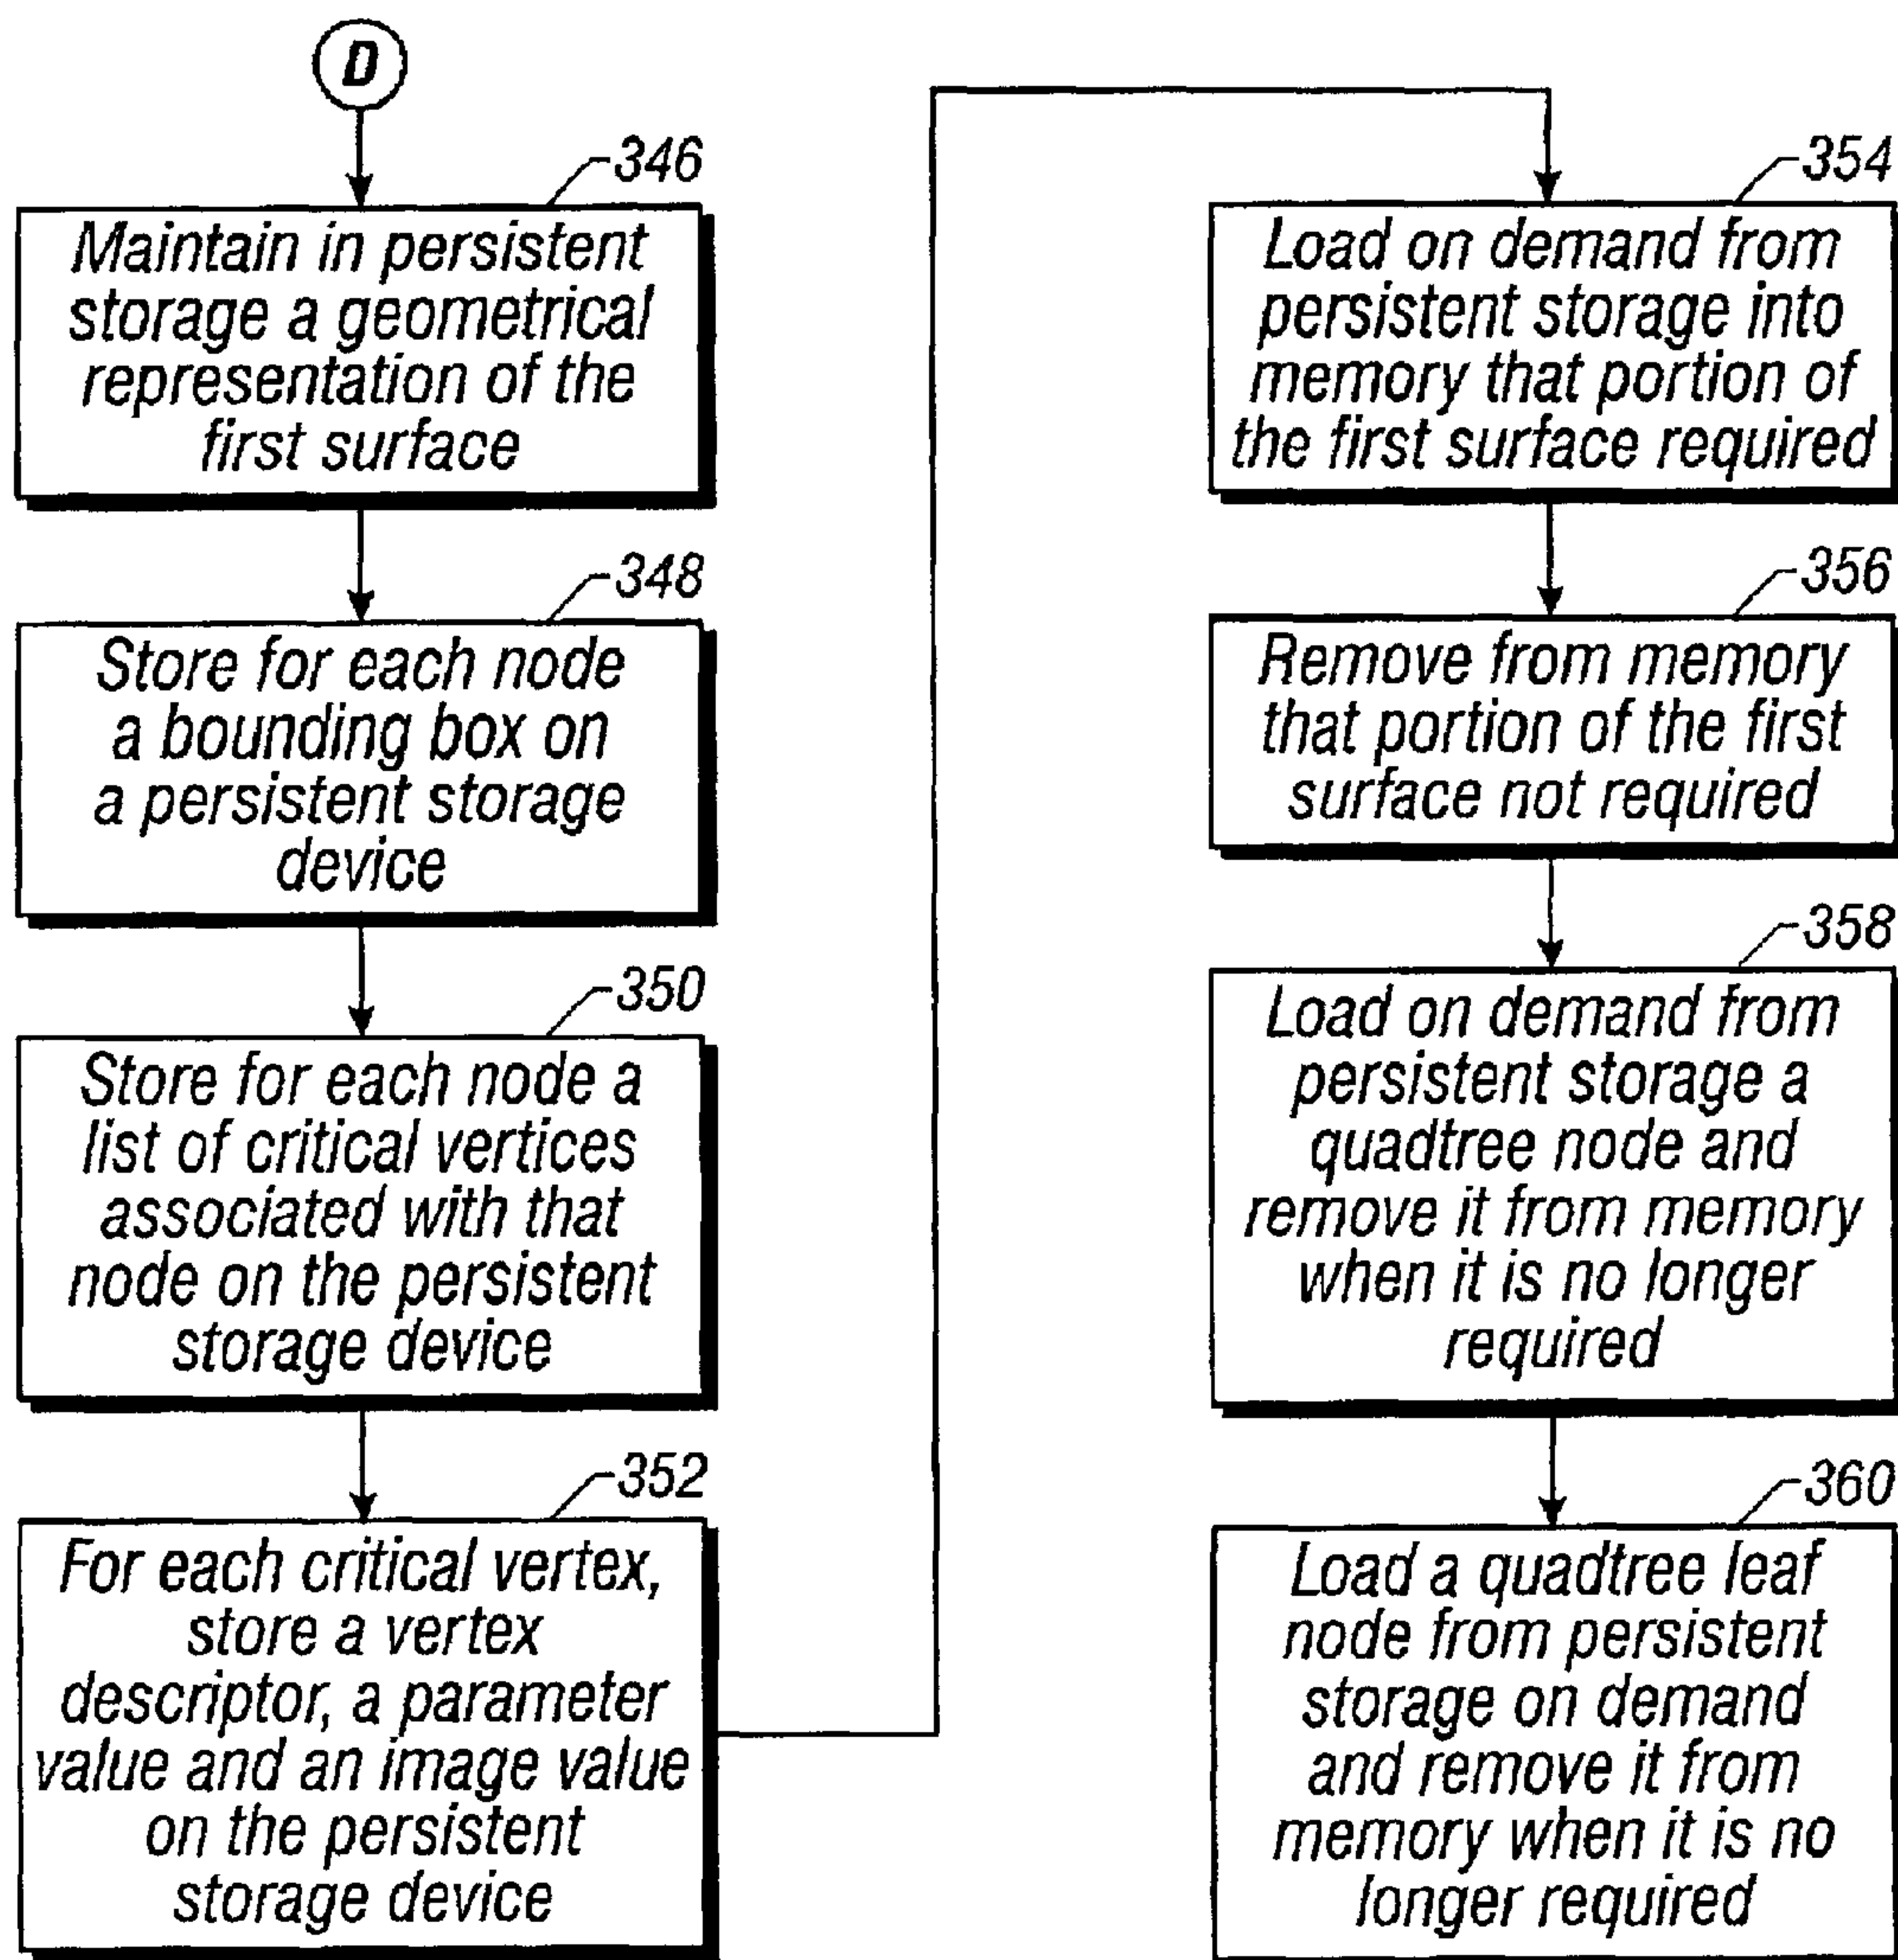 D
346
Maintain in persistent
storage a geometrical
representation of the
first surface
348
Store for each node
a bounding box on
a persistent storage
device
350
Store for each node a
list of critical vertices
associated with that
node on the persistent
storage device
352
For each critical vertex,
store a vertex
descriptor, a parameter
value and an image value
on the persistent
storage device
354
Load on demand from
persistent storage into
memory that portion of
the first surface required
356
Remove from memory
that portion of the first
surface not required
358
Load on demand from
persistent storage a
quadtree node and
remove it from memory
when it is no longer
required
360
Load a quadtree leaf
node from persistent
storage on demand
and remove it from
memory when it is no
longer required